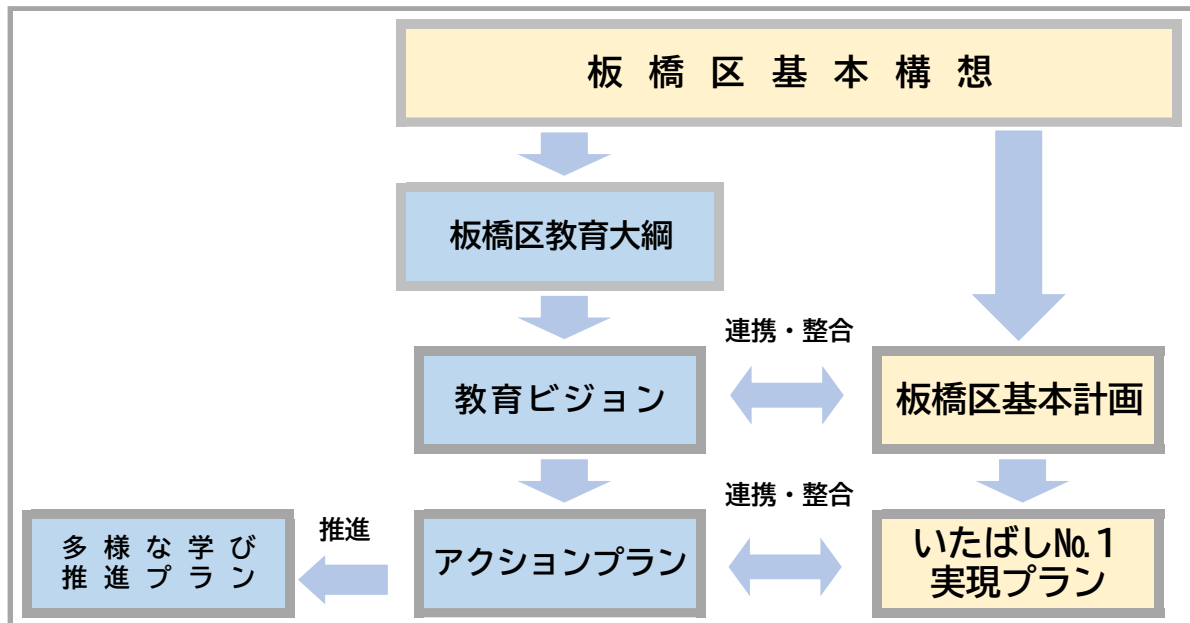 板橋区基本構想
板橋区教育大綱
連携・整合
教育ビジョン
板橋区基本計画
連携・整合
推進
多様な学び
推進プラン
アクションプラン
いたばし№1
実現プラン